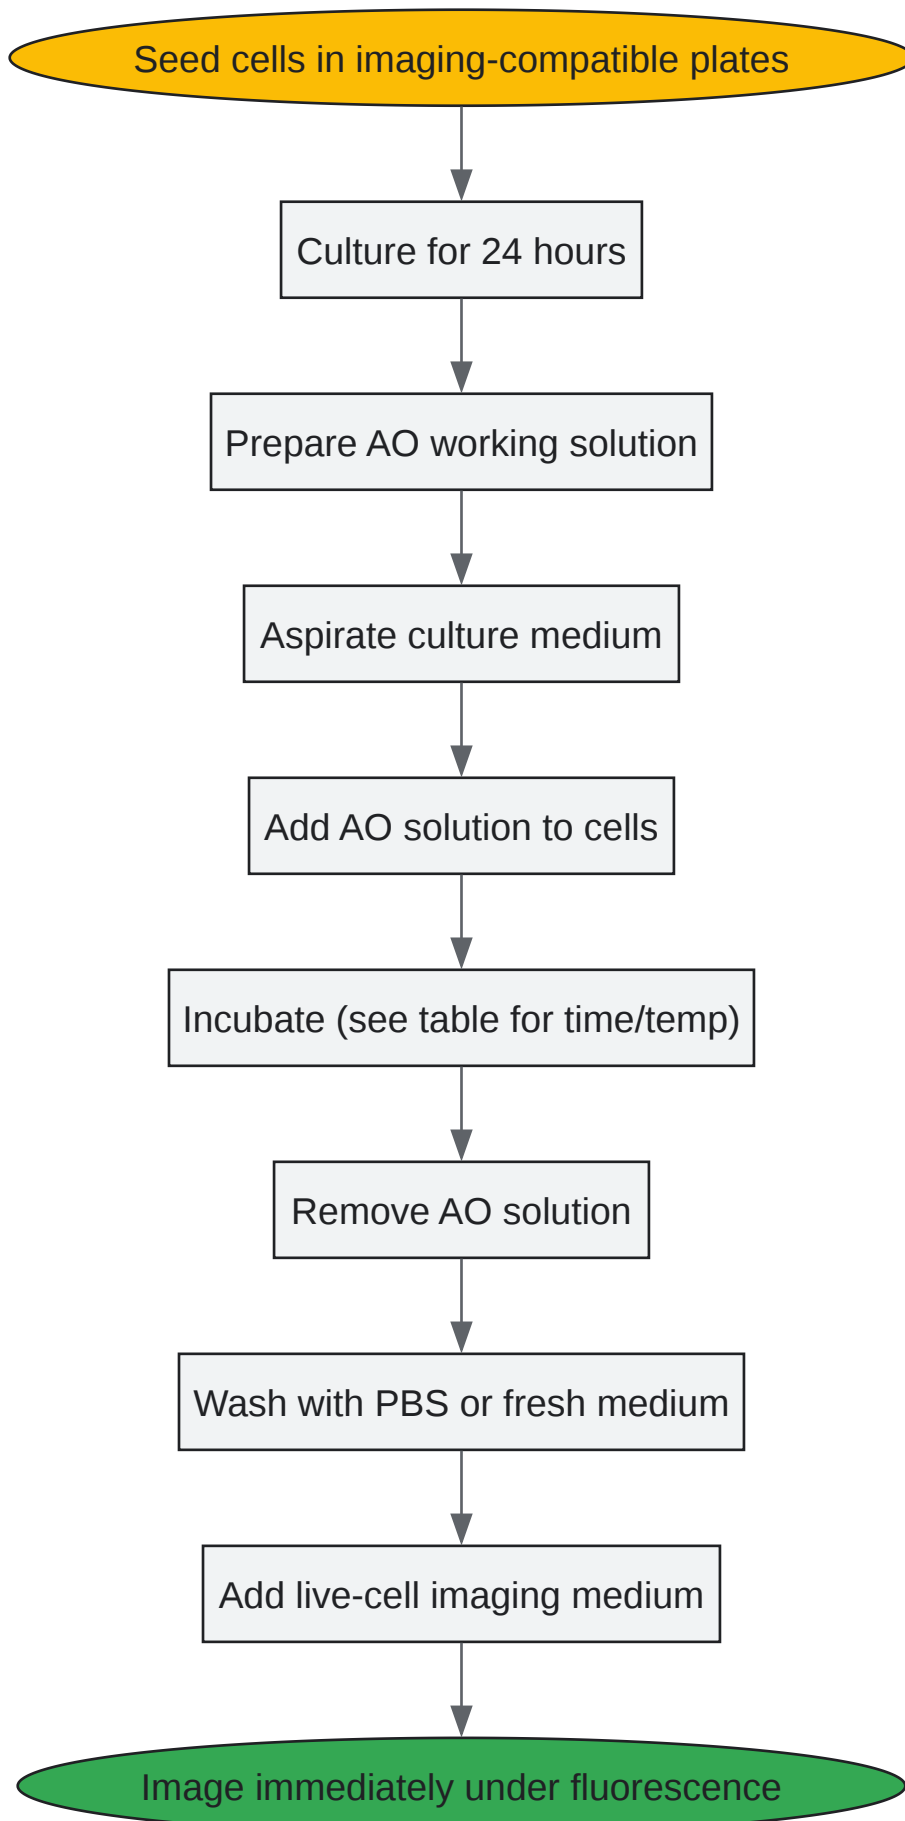 Seed cells in imaging-compatible plates
Culture for 24 hours
Prepare AO working solution
Aspirate culture medium
Add AO solution to cells
Incubate (see table for time/temp)
Remove AO solution
Wash with PBS or fresh medium
Add live-cell imaging medium
Image immediately under fluorescence